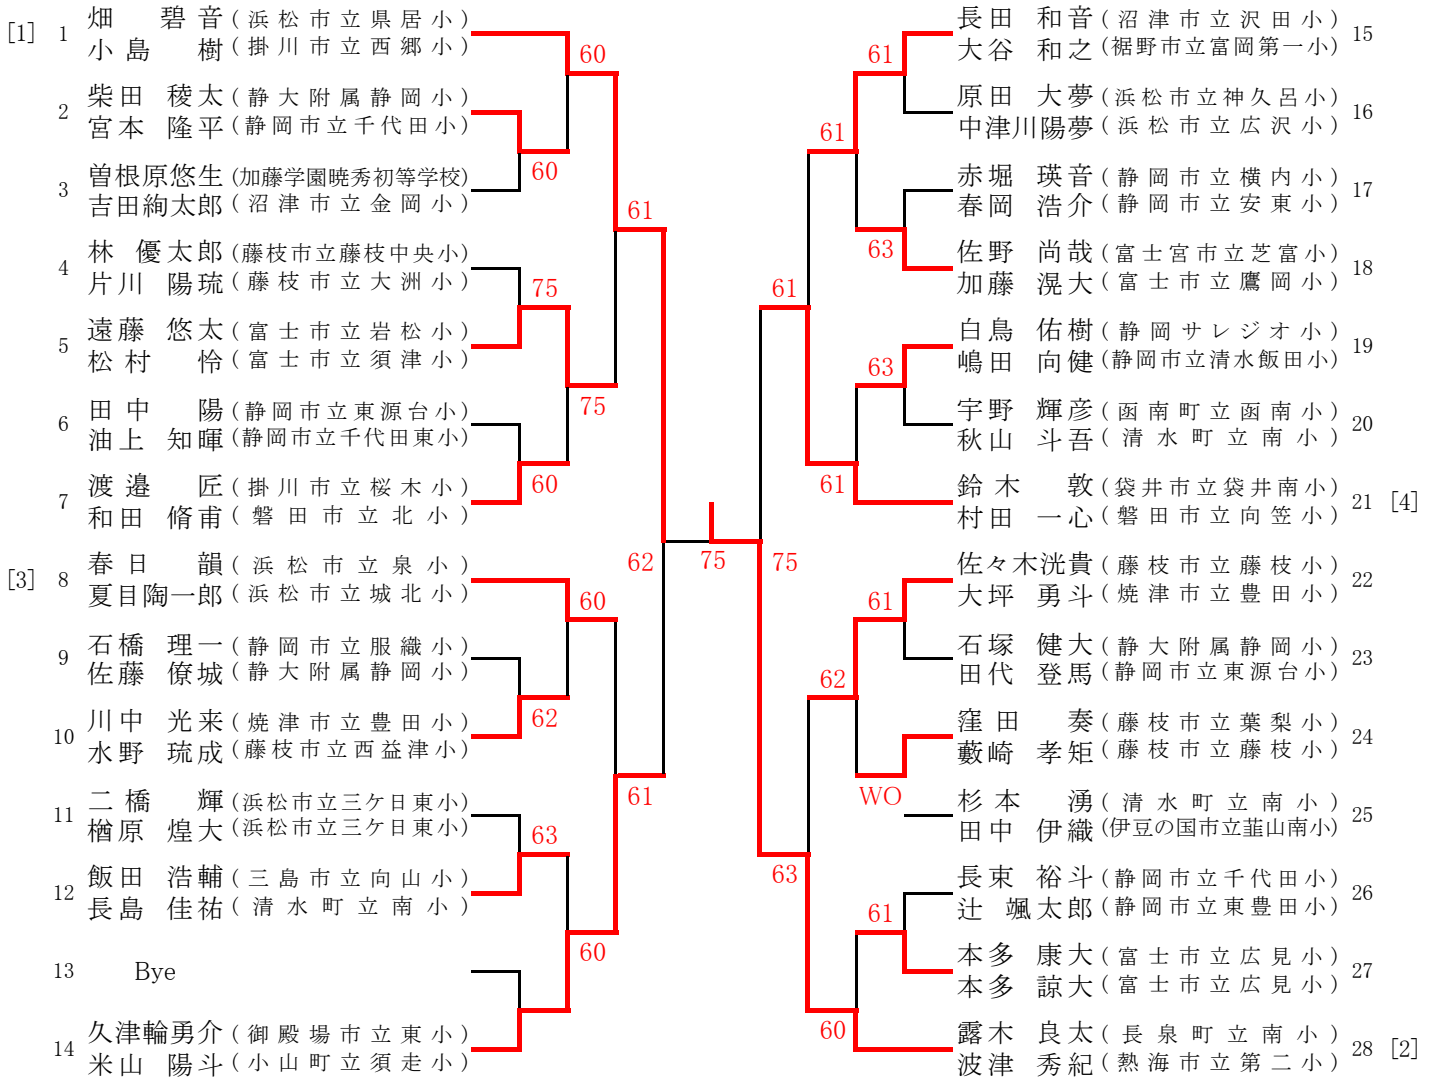 [1] 1 畑 碧音 (浜松市立県居小)
小島 樹 (掛川市立西郷小)
60
2 柴田 稜太 (静大附属静岡小)
宮本 隆平 (静岡市立千代田小)
60
3 曽根原悠生 (加藤学園暁秀初等学校)
吉田絢太郎 (沼津市立金岡小)
61
4 林 優太郎 (藤枝市立藤枝中央小)
片川 陽琉 (藤枝市立大洲小)
75
5 遠藤 悠太 (富士市立岩松小)
松村 怜 (富士市立須津小)
75
6 田中 陽 (静岡市立東源台小)
油上 知暉 (静岡市立千代田東小)
60
7 渡邉 匠 (掛川市立桜木小)
和田 脩甫 (磐田市立北小)
62
[3] 8 春日 韻 (浜松市立泉小)
夏目陶一郎 (浜松市立城北小)
60
9 石橋 理一 (静岡市立服織小)
佐藤 僚城 (静大附属静岡小)
62
10 川中 光来 (焼津市立豊田小)
水野 琉成 (藤枝市立西益津小)
61
11 二橋 輝 (浜松市立三ケ日東小)
楢原 煌大 (浜松市立三ケ日東小)
63
12 飯田 浩輔 (三島市立向山小)
長島 佳祐 (清水町立南小)
60
13 Bye
14 久津輪勇介 (御殿場市立東小)
米山 陽斗 (小山町立須走小)
75
長田 和音 (沼津市立沢田小) 15
大谷 和之 (裾野市立富岡第一小)
61
原田 大夢 (浜松市立神久呂小) 16
中津川陽夢 (浜松市立広沢小)
61
赤堀 瑛音 (静岡市立横内小) 17
春岡 浩介 (静岡市立安東小)
63
佐野 尚哉 (富士宮市立芝富小) 18
加藤 滉大 (富士市立鷹岡小)
61
白鳥 佑樹 (静岡サレジオ小) 19
嶋田 向健 (静岡市立清水飯田小)
63
宇野 輝彦 (函南町立函南小) 20
秋山 斗吾 (清水町立南小)
61
鈴木 敦 (袋井市立袋井南小) 21 [4]
村田 一心 (磐田市立向笠小)
75
佐々木洸貴 (藤枝市立藤枝小) 22
大坪 勇斗 (焼津市立豊田小)
61
石塚 健大 (静大附属静岡小) 23
田代 登馬 (静岡市立東源台小)
62
窪田 奏 (藤枝市立葉梨小) 24
藪崎 孝矩 (藤枝市立藤枝小)
WO
杉本 湧 (清水町立南小) 25
田中 伊織 (伊豆の国市立韮山南小)
63
長束 裕斗 (静岡市立千代田小) 26
辻 颯太郎 (静岡市立東豊田小)
61
本多 康大 (富士市立広見小) 27
本多 諒大 (富士市立広見小)
60
露木 良太 (長泉町立南小) 28 [2]
波津 秀紀 (熱海市立第二小)